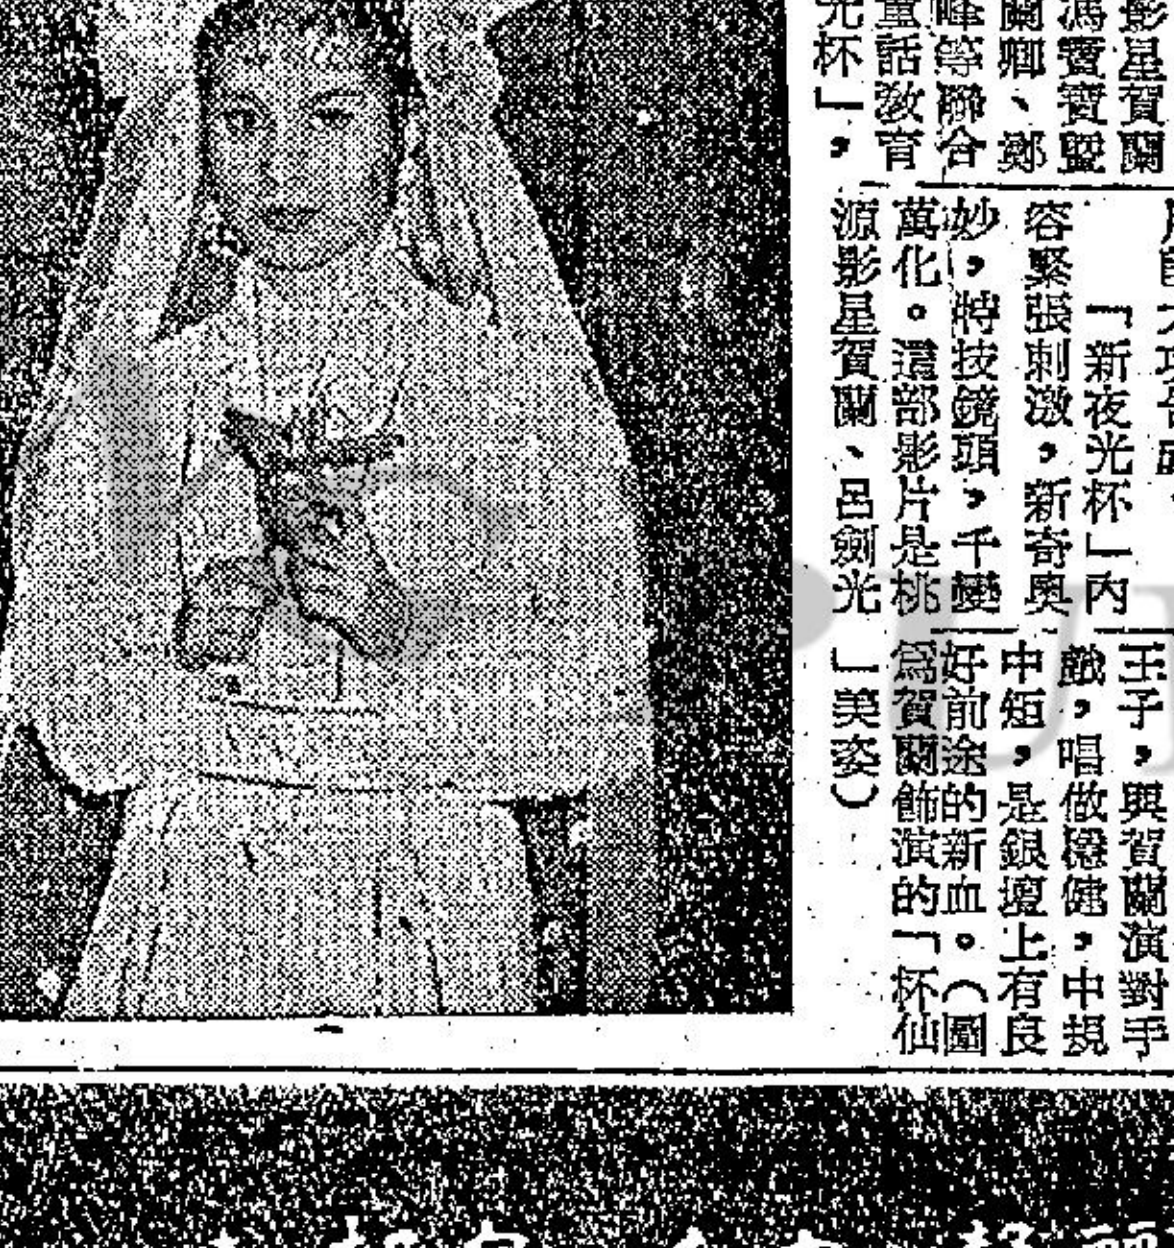 影星賀蘭
馮寶寶暨
蘭卿、鄭
峰等聯合
童話教育
光杯」，
「新夜光杯」內
容緊張刺激，新奇奧
妙，特技鏡頭，千變
萬化。這部影片是桃
源影星賀蘭、呂劍光
王子，與賀蘭演對手
戲，唱做穩健，中規
中矩，是銀壇上有良
好前途的新血。（圖
爲賀蘭飾演的「杯仙
」美姿）